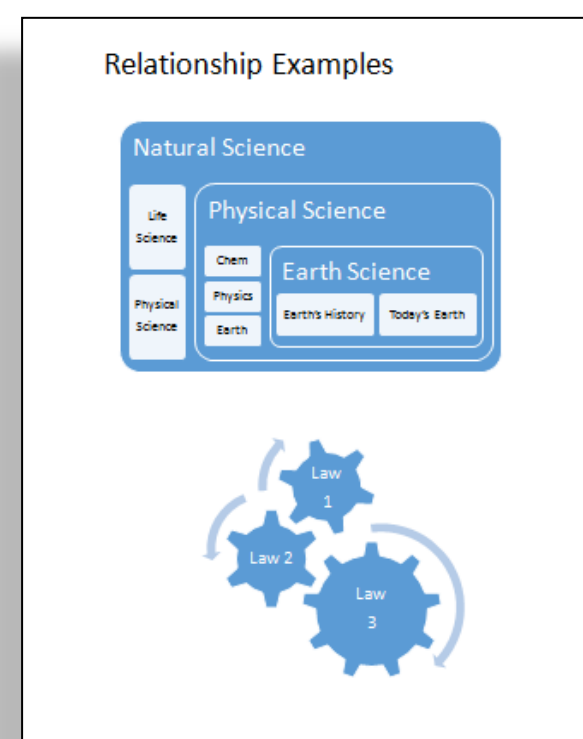 Relationship Examples
Natural Science
Life
Science
Physical
Science
Physical Science
Chem
Physics
Earth
Earth Science
Earth's History
Today's Earth
Law
1
Law 2
Law
3